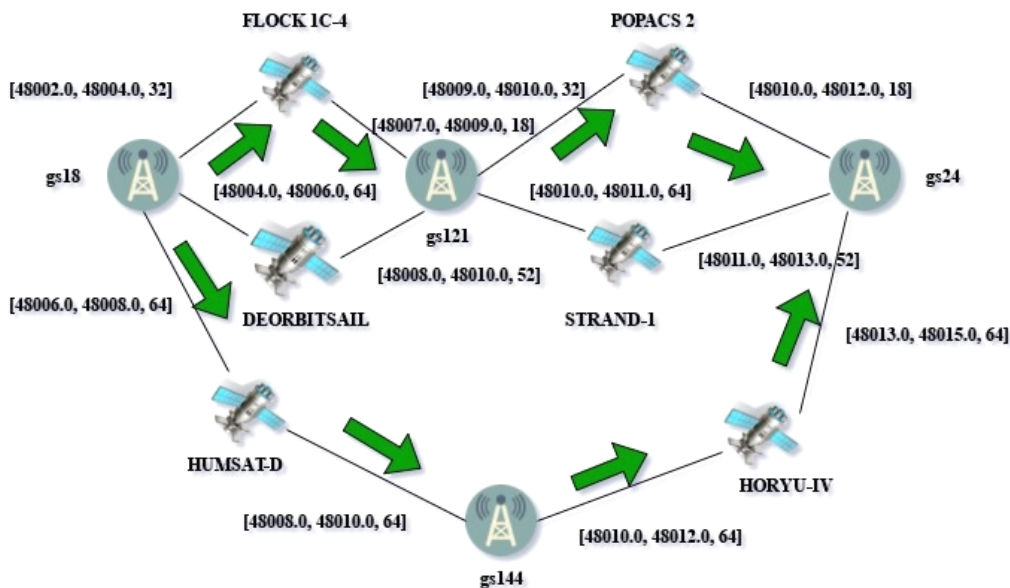 FLOCK 1C-4
POPACS 2
[48002.0, 48004.0, 32]
[48009.0, 48010.0, 32]
[48010.0, 48012.0, 18]
[48007.0, 48009.0, 18]
gs18
[48004.0, 48006.0, 64]
[48010.0, 48011.0, 64]
gs24
gs121
[48008.0, 48010.0, 52]
[48011.0, 48013.0, 52]
[48006.0, 48008.0, 64]
DEORBITSAIL
STRAND-1
[48013.0, 48015.0, 64]
HUMSAT-D
HORYU-IV
[48008.0, 48010.0, 64]
[48010.0, 48012.0, 64]
gs144